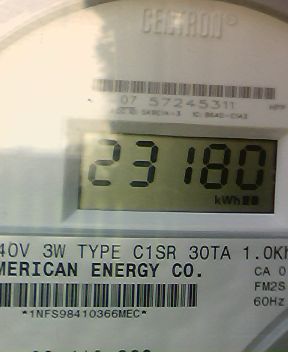 CENTRON®
07 57245311
23180
kWh
40V 3W TYPE C1SR 30TA 1.0Kh
MERICAN ENERGY CO.
CA 0
FM2S
60Hz
*1NFS98410366MEC*